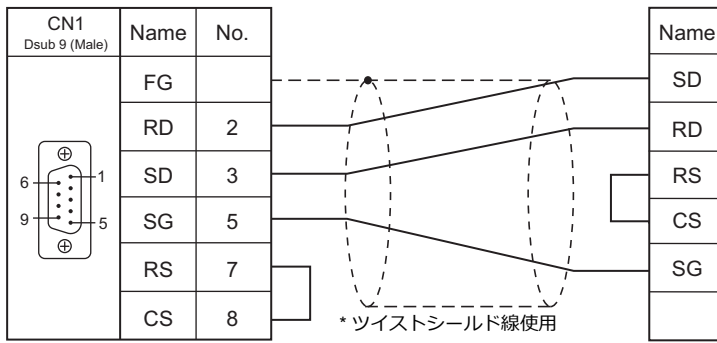 CN1
Dsub 9 (Male)
Name No.
Name
FG
SD
RD 2
RD
6 1
SD 3
RS
9 5
SG 5
CS
RS 7
SG
CS 8
* ツイストシールド線使用